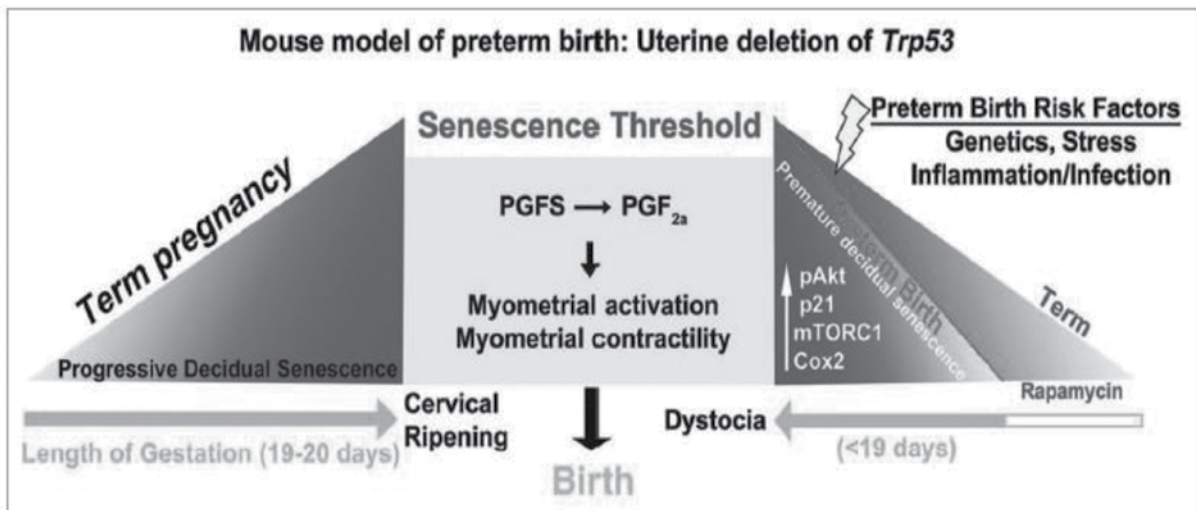 Mouse model of preterm birth: Uterine deletion of Trp53
Term pregnancy
Progressive Decidual Senescence
Length of Gestation (19-20 days)
Senescence Threshold
PGFS → PGF2a
Myometrial activation
Myometrial contractility
Cervical
Ripening
Birth
Dystocia
Preterm Birth Risk Factors
Genetics, Stress
Inflammation/Infection
Premature decidual senescence
Preterm Birth
pAkt
p21
mTORC1
Cox2
Term
Rapamycin
(<19 days)